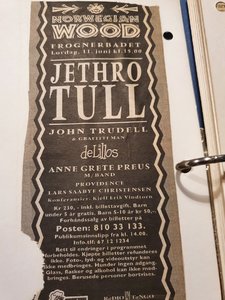 NORWEGIAN
WOOD
FROGNERBADET
Lørdag, 11. juni kl.15.00
JETHRO
TULL
JOHN TRUDELL
& GRAFFITI MAN
deLillos
ANNE GRETE PREUS
M/BAND
PROVIDENCE
LARS SAABYE CHRISTENSEN
Konferansier, Kjell Erik Vindtorn
Kr 230,- inkl. billettavgift. Barn
under 5 år gratis. Barn 5-10 år kr 50,-
Forhåndssalg av billetter på
Posten: 810 33 133.
Publikumsinnslipp fra kl. 14.00.
Info.tlf: 67 12 1234
Rett til endringer i programmet
forbeholdes. Kjøpte billetter refunderes
ikke. Foto-, lyd- og videoutstyr kan
ikke medbringes. Hunder ingen adgang.
Glass, flasker og alkohol kan ikke med-
bringes. Berusede personer bortvises.